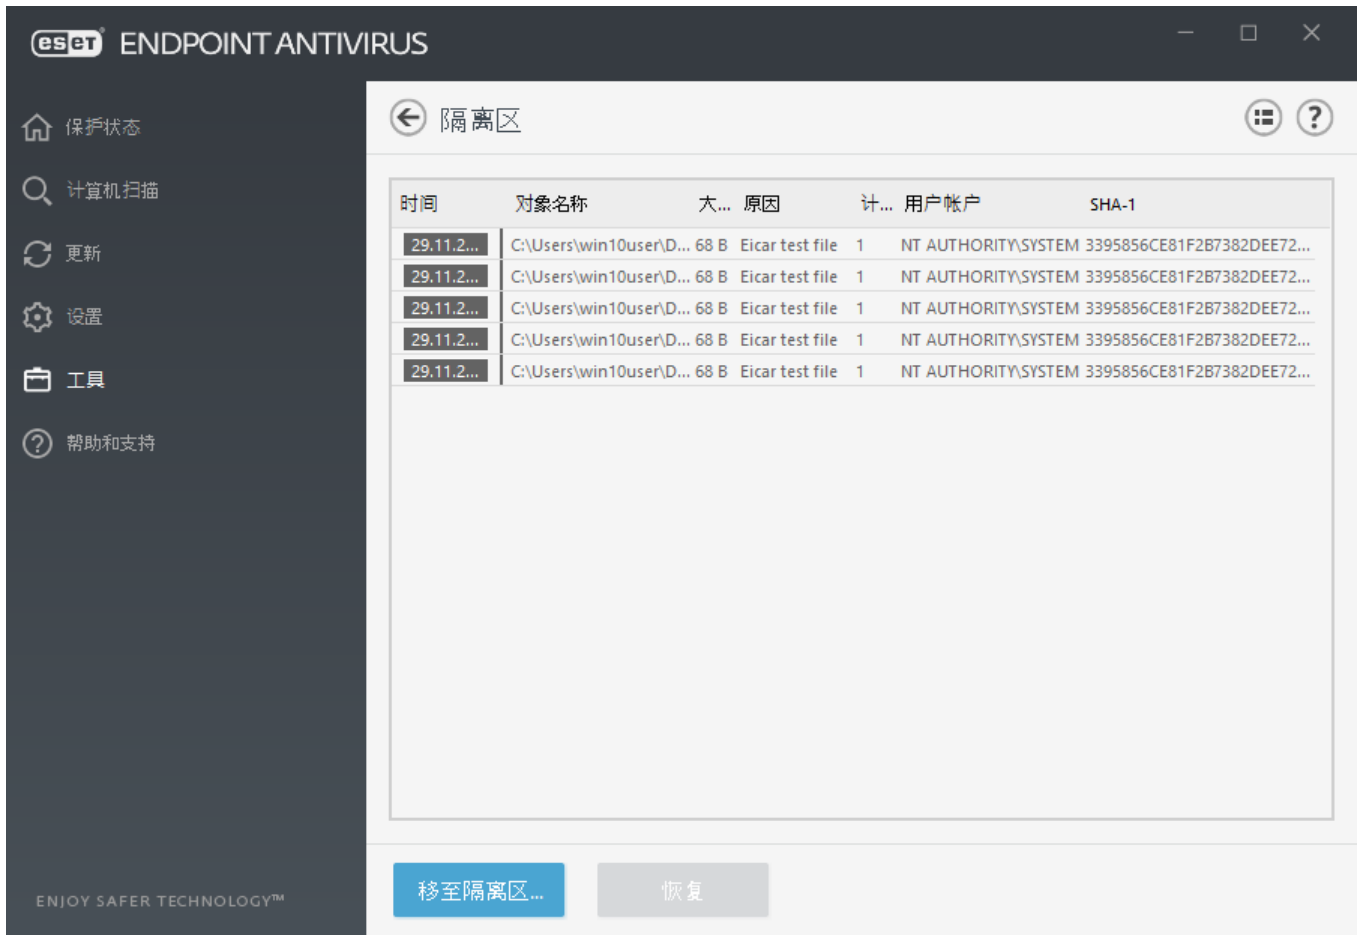 eset ENDPOINT ANTIVIRUS
保护状态
计算机扫描
更新
设置
工具
帮助和支持
ENJOY SAFER TECHNOLOGY™
隔离区
时间 对象名称 大... 原因 计... 用户帐户 SHA-1
29.11.2... C:\Users\win10user\D... 68 B Eicar test file 1 NT AUTHORITY\SYSTEM 3395856CE81F2B7382DEE72...
29.11.2... C:\Users\win10user\D... 68 B Eicar test file 1 NT AUTHORITY\SYSTEM 3395856CE81F2B7382DEE72...
29.11.2... C:\Users\win10user\D... 68 B Eicar test file 1 NT AUTHORITY\SYSTEM 3395856CE81F2B7382DEE72...
29.11.2... C:\Users\win10user\D... 68 B Eicar test file 1 NT AUTHORITY\SYSTEM 3395856CE81F2B7382DEE72...
29.11.2... C:\Users\win10user\D... 68 B Eicar test file 1 NT AUTHORITY\SYSTEM 3395856CE81F2B7382DEE72...
移至隔离区... 恢复